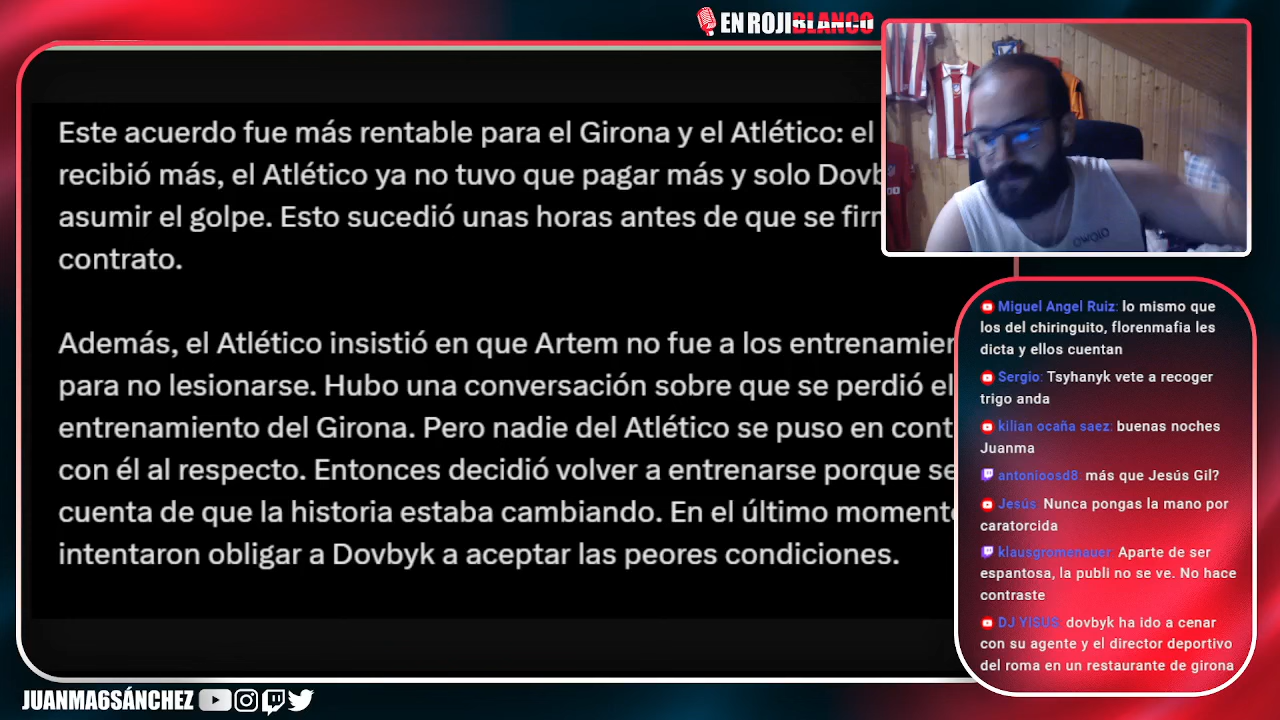 EN ROJIBLANCO
Este acuerdo fue más rentable para el Girona y el Atlético: el
recibió más, el Atlético ya no tuvo que pagar más y solo Dovb
asumir el golpe. Esto sucedió unas horas antes de que se firm
contrato.
Además, el Atlético insistió en que Artem no fue a los entrenamien
para no lesionarse. Hubo una conversación sobre que se perdió el
entrenamiento del Girona. Pero nadie del Atlético se puso en cont
con él al respecto. Entonces decidió volver a entrenarse porque se
cuenta de que la historia estaba cambiando. En el último momento
intentaron obligar a Dovbyk a aceptar las peores condiciones.
OWOIO
Miguel Angel Ruiz: lo mismo que
los del chiringuito, florenmafia les
dicta y ellos cuentan
Sergio: Tsyhanyk vete a recoger
trigo anda
kilian ocaña saez: buenas noches
Juanma
antonioosd8: más que Jesús Gil?
Jesús: Nunca pongas la mano por
caratorcida
klausgromenauer: Aparte de ser
espantosa, la publi no se ve. No hace
contraste
DJ YISUS: dovbyk ha ido a cenar
con su agente y el director deportivo
del roma en un restaurante de girona
JUANMA6SÁNCHEZ